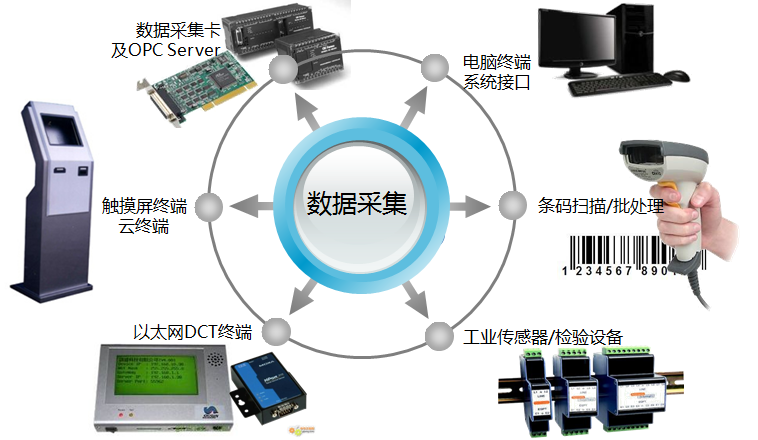 数据采集卡
及OPC Server
电脑终端
系统接口
触摸屏终端
云终端
数据采集
条码扫描/批处理
1 234567 890
以太网DCT终端
工业传感器/检验设备